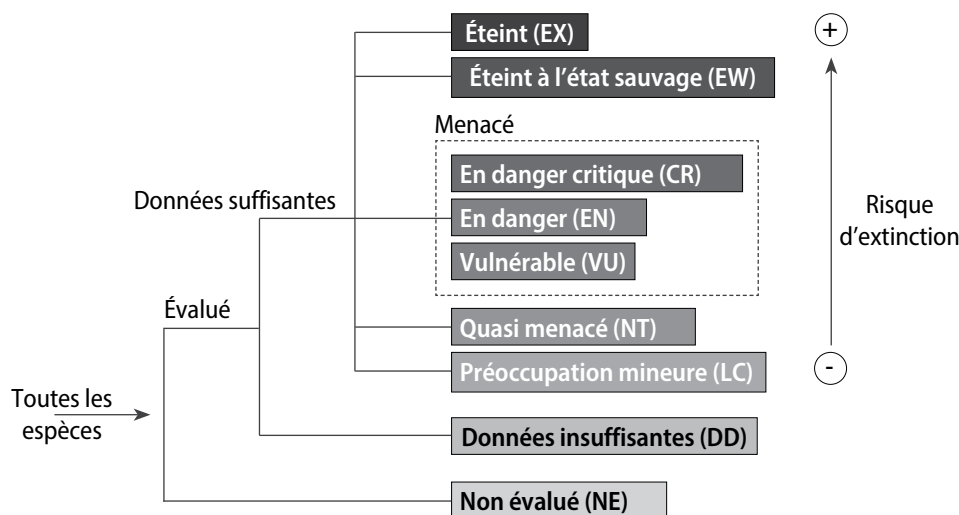 Éteint (EX)
Éteint à l'état sauvage (EW)
Menacé
En danger critique (CR)
Données suffisantes
En danger (EN)
Vulnérable (VU)
Risque
d'extinction
Évalué
Quasi menacé (NT)
Préoccupation mineure (LC)
Toutes les
espèces
Données insuffisantes (DD)
Non évalué (NE)
+
-